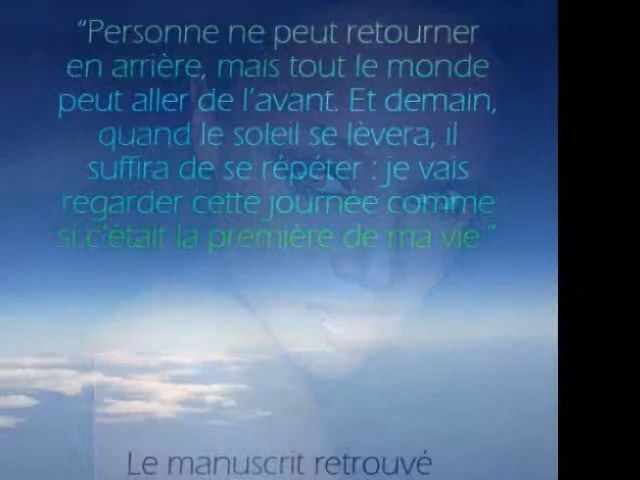 “Personne ne peut retourner
en arrière, mais tout le monde
peut aller de l’avant. Et demain,
quand le soleil se lèvera, il
suffira de se répéter : je vais
regarder cette journée comme
si c’était la première de ma vie”
Le manuscrit retrouvé